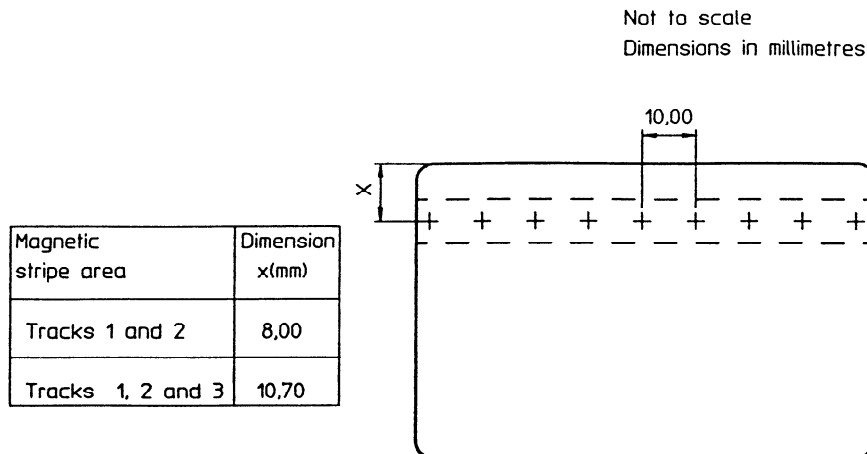 Not to scale
Dimensions in millimetres
10,00
X
Magnetic
stripe area
Dimension
x(mm)
Tracks 1 and 2
8,00
Tracks 1, 2 and 3
10,70